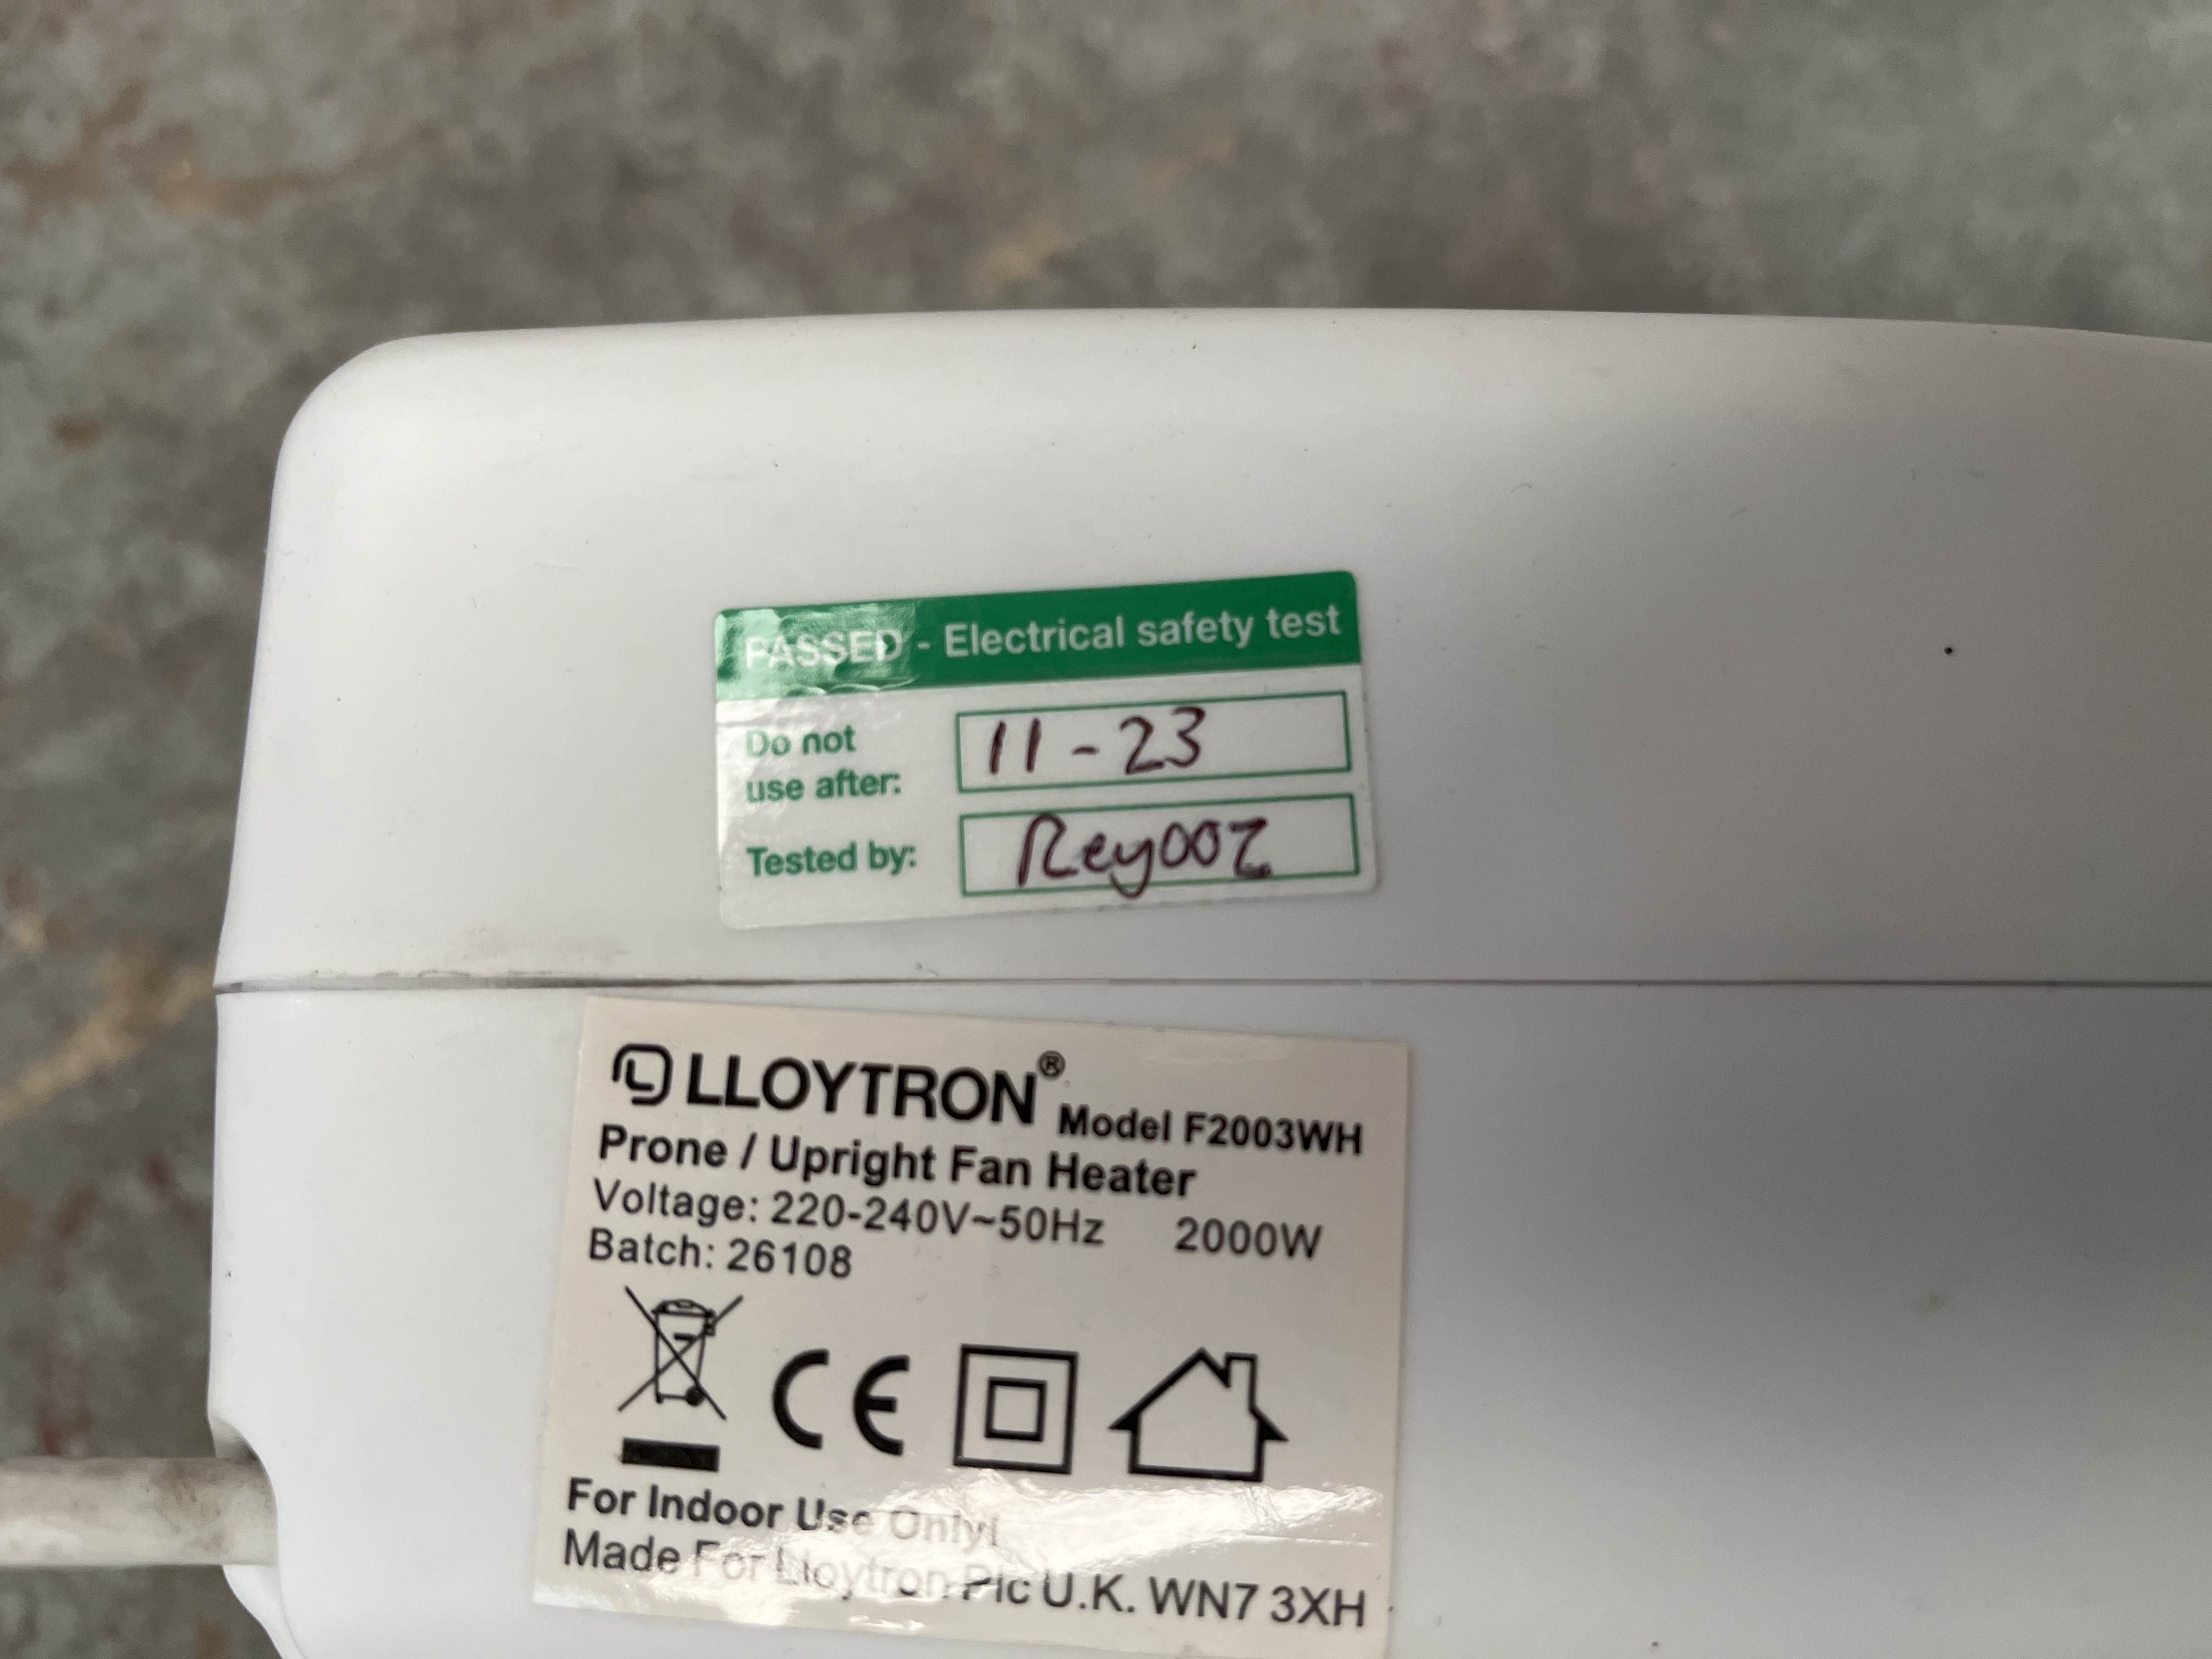 PASSED - Electrical safety test
Do not use after: 11-23
Tested by: Rey002
LLOYTRON® Model F2003WH
Prone / Upright Fan Heater
Voltage: 220-240V~50Hz 2000W
Batch: 26108
CE
For Indoor Use Only!
Made For Lloytron Plc U.K. WN7 3XH